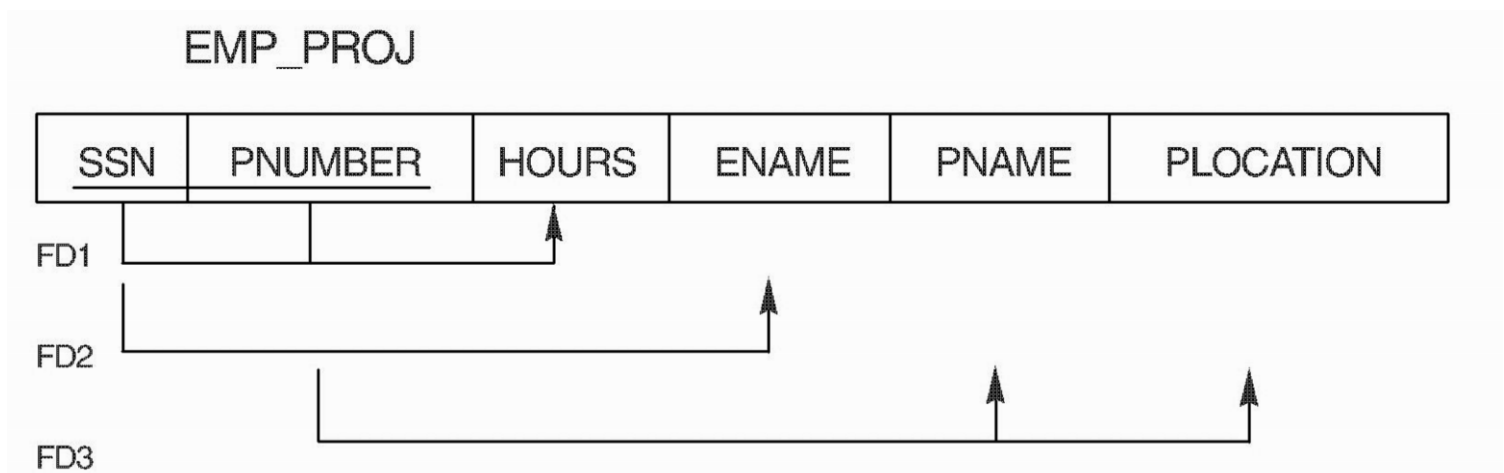 EMP_PROJ
SSN PNUMBER HOURS ENAME PNAME PLOCATION
FD1
FD2
FD3